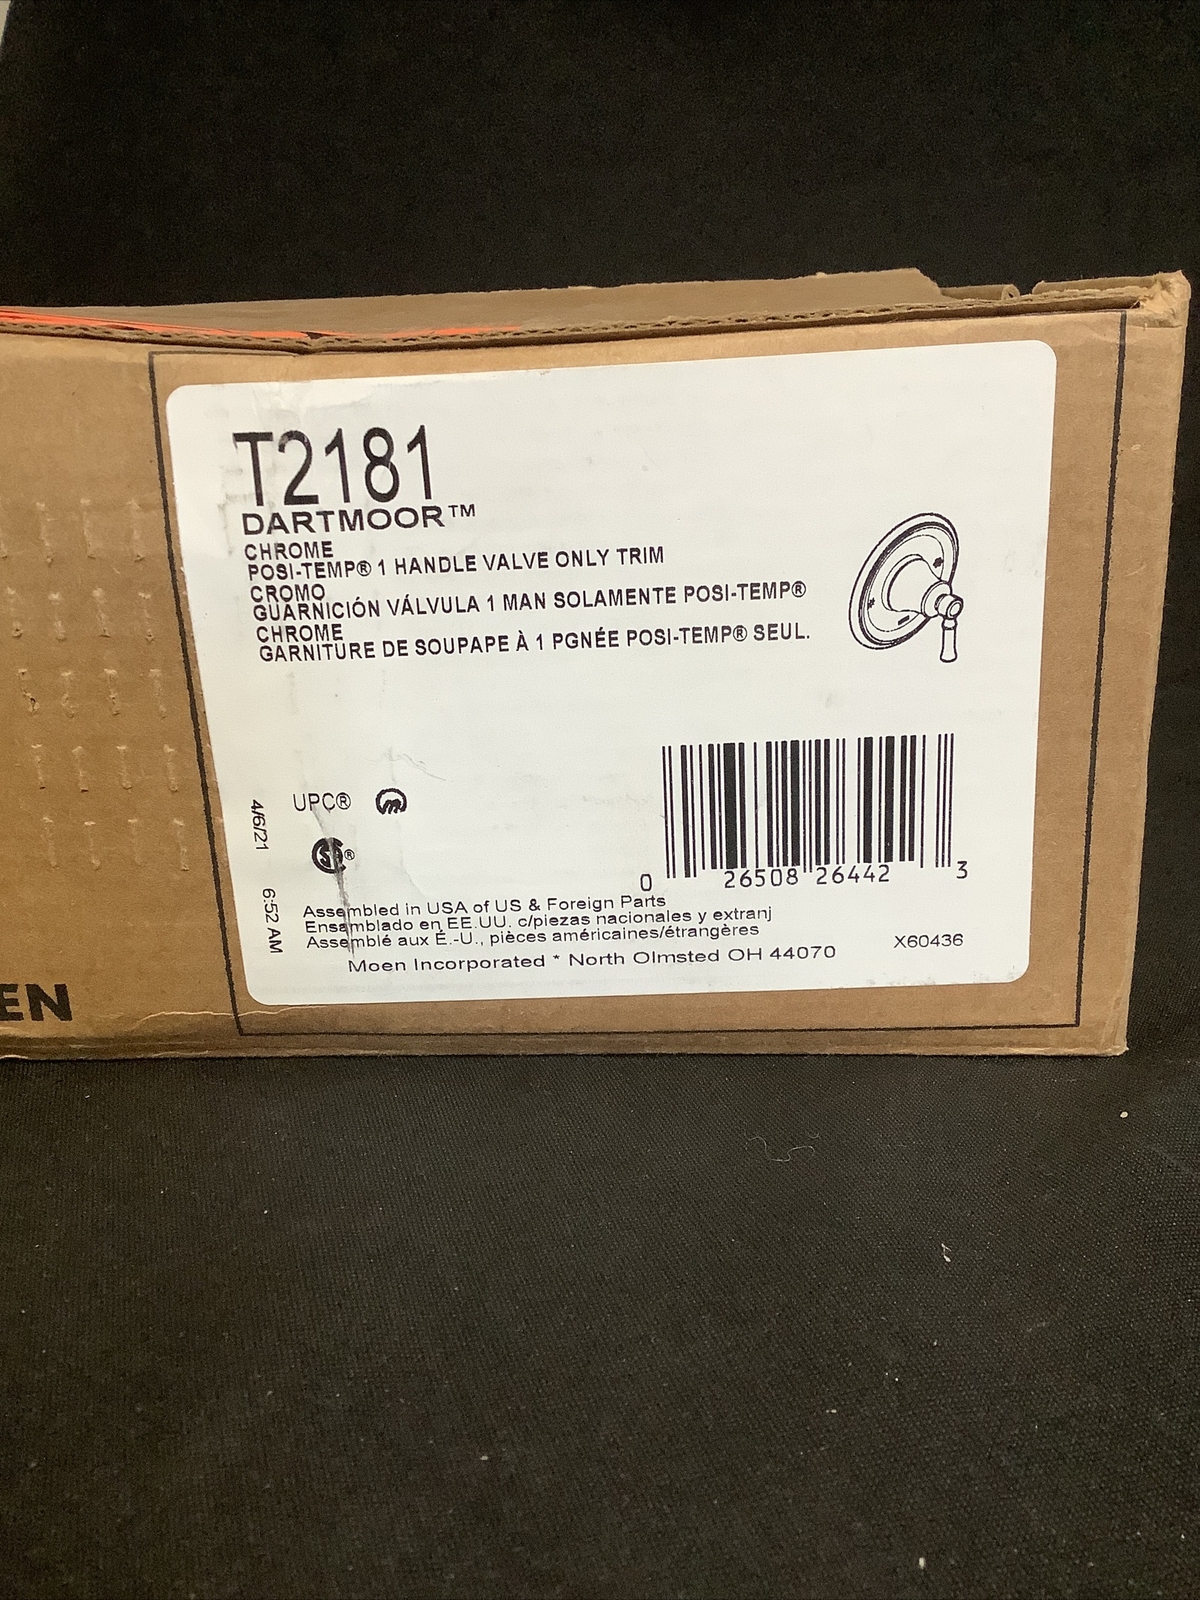 T2181
DARTMOOR™
CHROME
POSI-TEMP® 1 HANDLE VALVE ONLY TRIM
CROMO
GUARNICIÓN VÁLVULA 1 MAN SOLAMENTE POSI-TEMP®
CHROME
GARNITURE DE SOUPAPE À 1 PGNÉE POSI-TEMP® SEUL.
UPC®
®
4/6/21 6:52 AM
0 26508 26442 3
Assembled in USA of US & Foreign Parts
Ensamblado en EE.UU. c/piezas nacionales y extranj
Assemblé aux É.-U., pièces américaines/étrangères
Moen Incorporated * North Olmsted OH 44070
X60436
EN